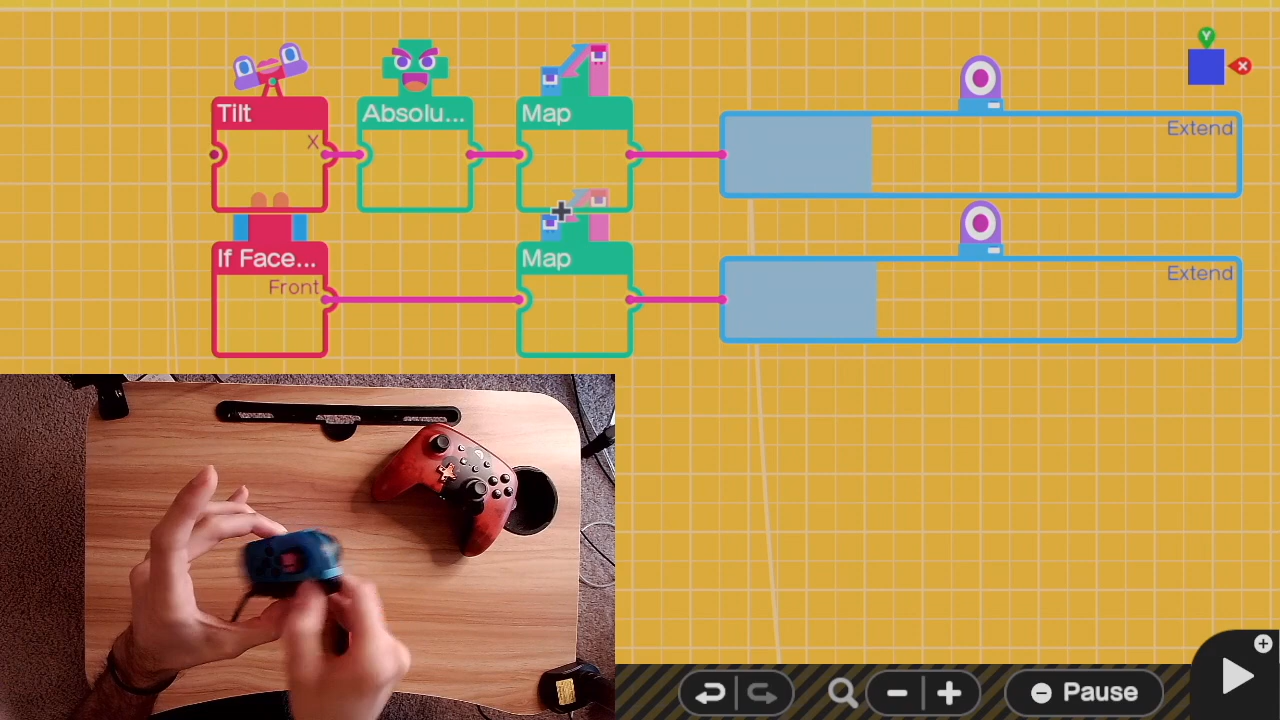 Y
Tilt
Absolu...
Map
X
Extend
If Face...
Map
Front
Extend
Pause